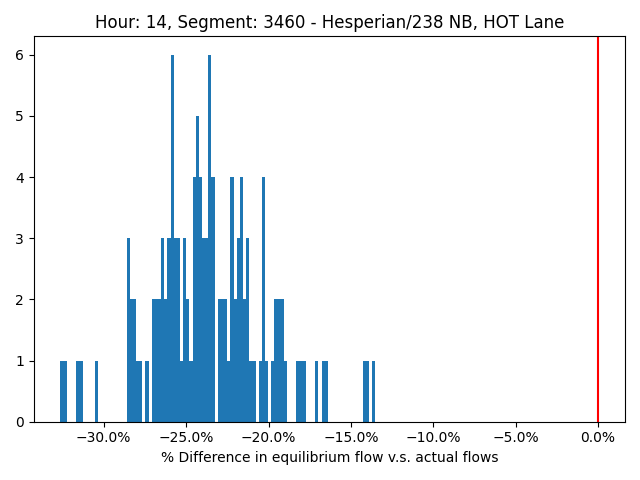 Hour: 14, Segment: 3460 - Hesperian/238 NB, HOT Lane
6
5
4
3
2
1
0
−30.0% −25.0% −20.0% −15.0% −10.0% −5.0% 0.0%
% Difference in equilibrium flow v.s. actual flows